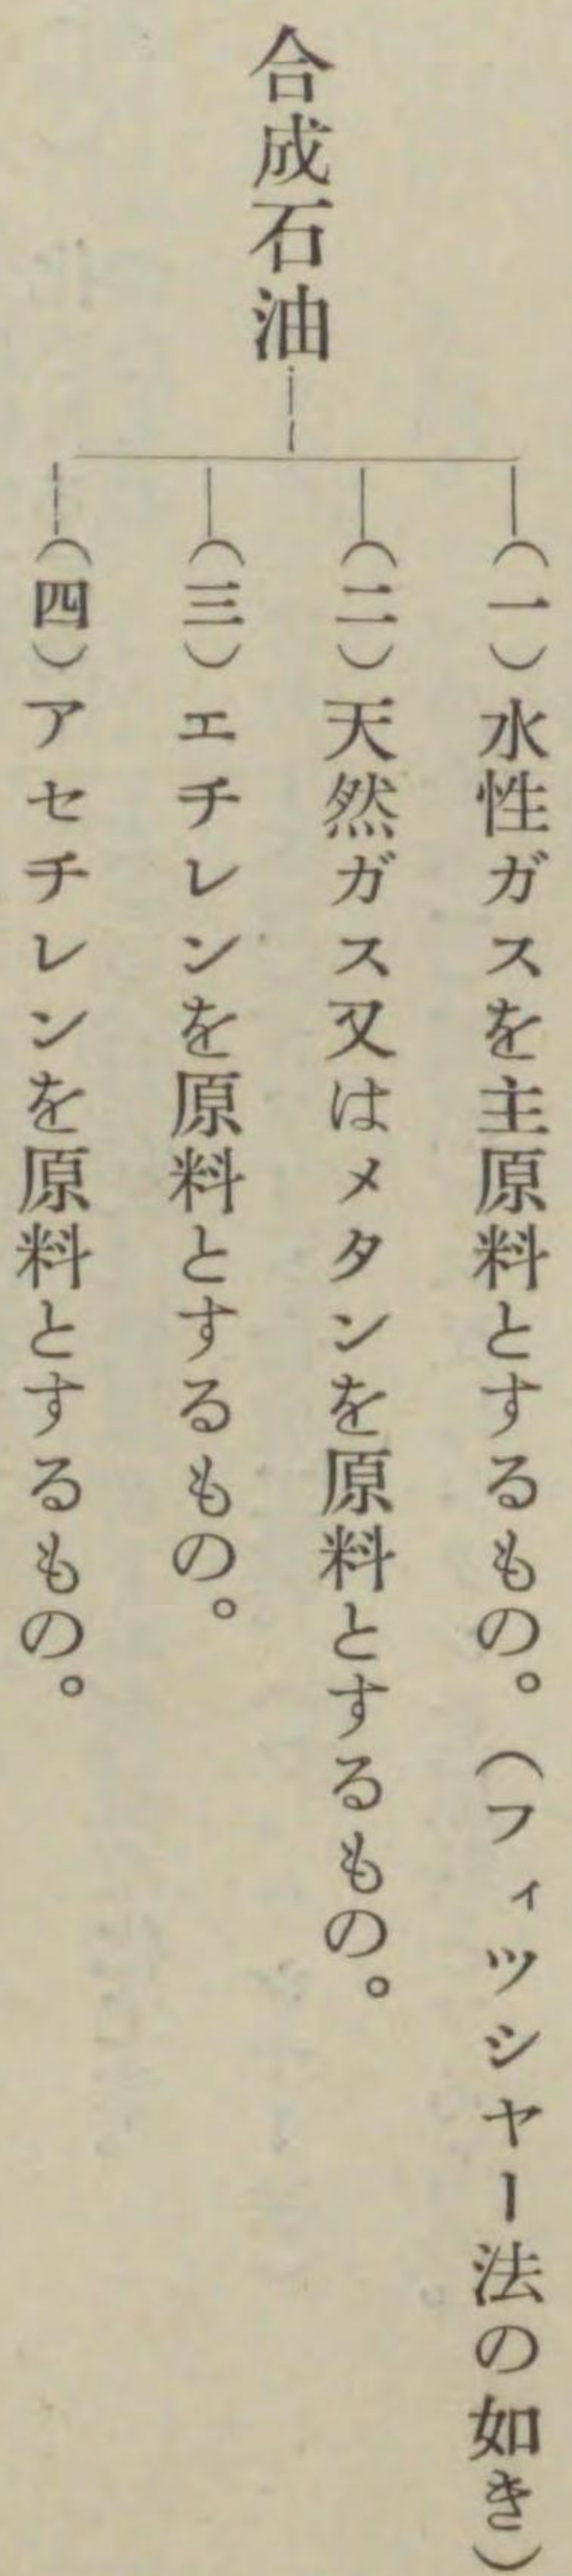 合成石油
(一)水性ガスを主原料とするもの。(フィツシヤー法の如き)
(二)天然ガス又はメタンを原料とするもの。
(三)エチレンを原料とするもの。
(四)アセチレンを原料とするもの。